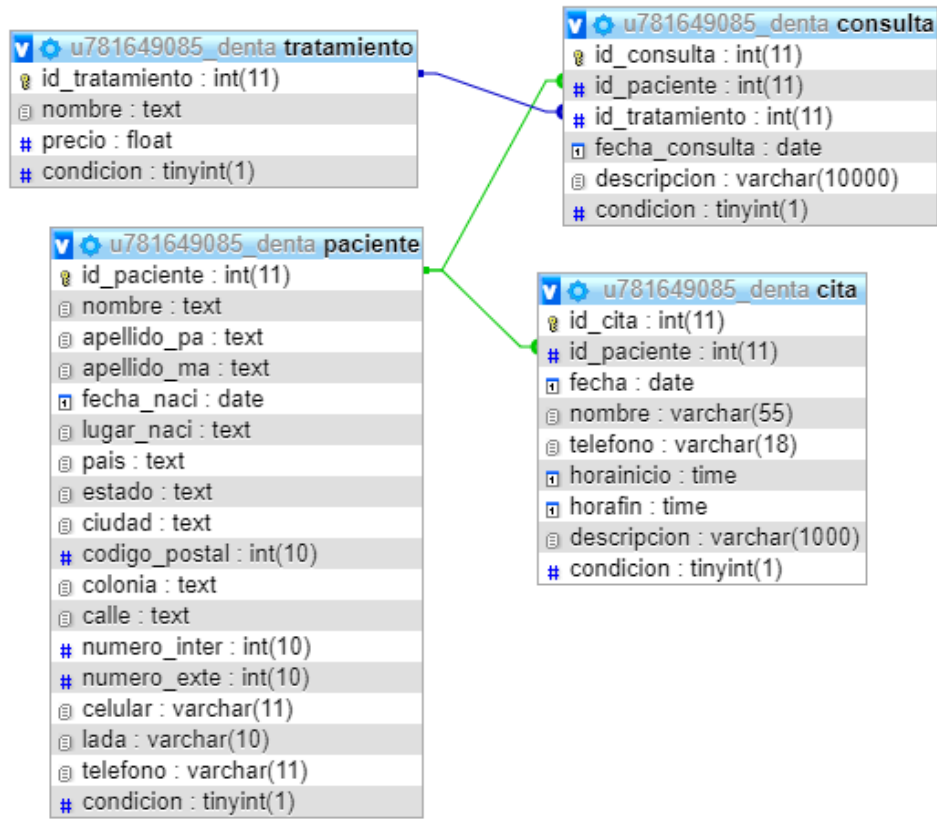 u781649085_denta tratamiento
id_tratamiento : int(11)
nombre : text
precio : float
condicion : tinyint(1)
u781649085_denta consulta
id_consulta : int(11)
id_paciente : int(11)
id_tratamiento : int(11)
fecha_consulta : date
descripcion : varchar(10000)
condicion : tinyint(1)
u781649085_denta paciente
id_paciente : int(11)
nombre : text
apellido_pa : text
apellido_ma : text
fecha_naci : date
lugar_naci : text
pais : text
estado : text
ciudad : text
codigo_postal : int(10)
colonia : text
calle : text
numero_inter : int(10)
numero_exte : int(10)
celular : varchar(11)
lada : varchar(10)
telefono : varchar(11)
condicion : tinyint(1)
u781649085_denta cita
id_cita : int(11)
id_paciente : int(11)
fecha : date
nombre : varchar(55)
telefono : varchar(18)
horainicio : time
horafin : time
descripcion : varchar(1000)
condicion : tinyint(1)